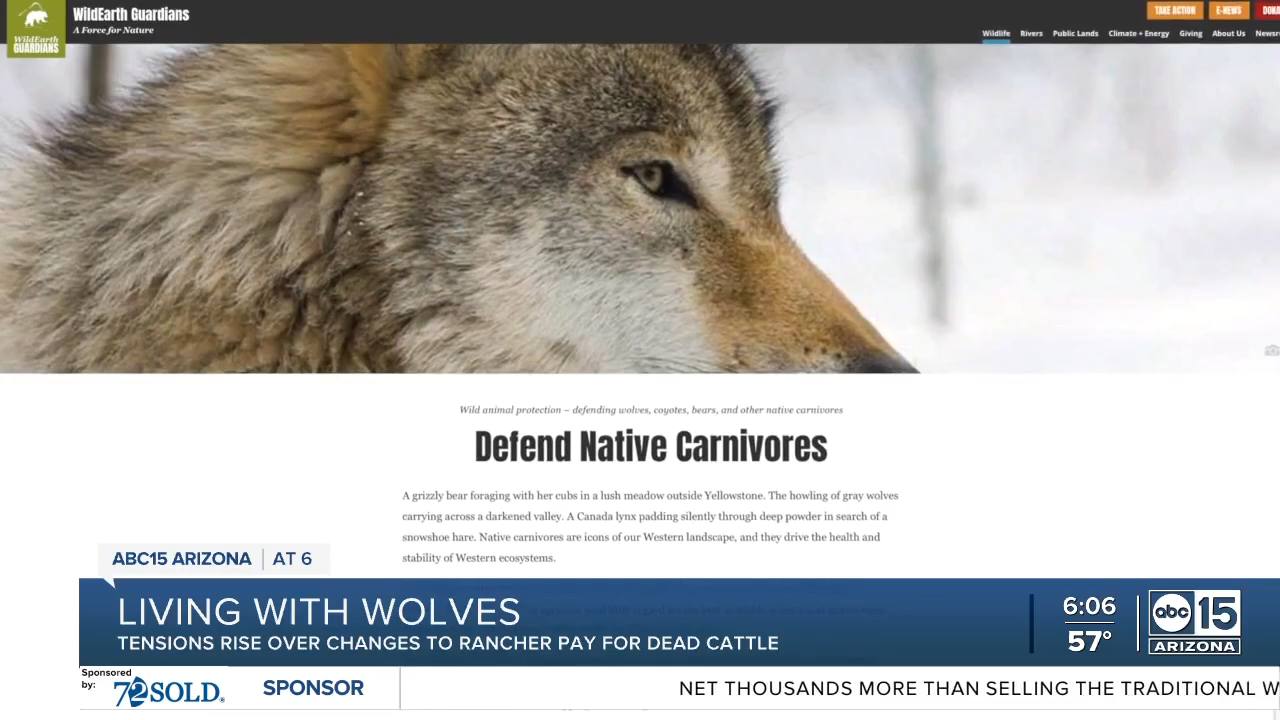 WildEarth Guardians
A Force for Nature
WildEarth
GUARDIANS
TAKE ACTION
E-NEWS
Wildlife
Rivers
Public Lands
Climate + Energy
Giving
About Us
Wild animal protection – defending wolves, coyotes, bears, and other native carnivores
Defend Native Carnivores
A grizzly bear foraging with her cubs in a lush meadow outside Yellowstone. The howling of gray wolves
carrying across a darkened valley. A Canada lynx padding silently through deep powder in search of a
snowshoe hare. Native carnivores are icons of our Western landscape, and they drive the health and
stability of Western ecosystems.
ABC15 ARIZONA | AT 6
LIVING WITH WOLVES
TENSIONS RISE OVER CHANGES TO RANCHER PAY FOR DEAD CATTLE
6:06
57°
abc 15
ARIZONA
Sponsored
by:
72SOLD.
SPONSOR
NET THOUSANDS MORE THAN SELLING THE TRADITIONAL W